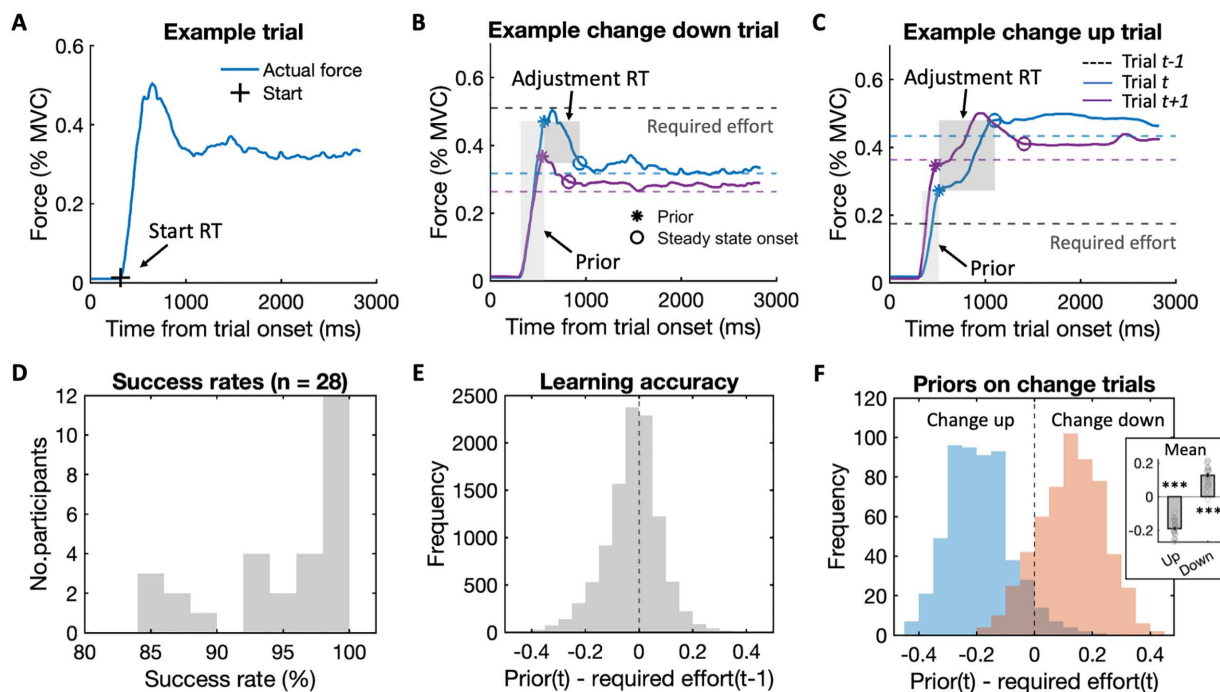 A
Example trial
Force (% MVC)
0.6
0.4
0.2
0
Actual force
Start
Start RT
0
1000
2000
3000
Time from trial onset (ms)
B
Example change down trial
Force (% MVC)
0.6
0.4
0.2
0
Adjustment RT
Required effort
Prior
Steady state onset
Prior
0
1000
2000
3000
Time from trial onset (ms)
C
Example change up trial
Force (% MVC)
0.6
0.4
0.2
0
Adjustment RT
Trial t-1
Trial t
Trial t+1
Required effort
Prior
0
1000
2000
3000
Time from trial onset (ms)
D
Success rates (n = 28)
No.participants
12
10
8
6
4
2
0
80
85
90
95
100
Success rate (%)
E
Learning accuracy
Frequency
2500
2000
1500
1000
500
0
-0.4
-0.2
0
0.2
0.4
Prior(t) - required effort(t-1)
F
Priors on change trials
Frequency
120
100
80
60
40
20
0
Change up
Change down
Mean
0.2
0
-0.2
***
***
Up
Down
-0.4
-0.2
0
0.2
0.4
Prior(t) - required effort(t)